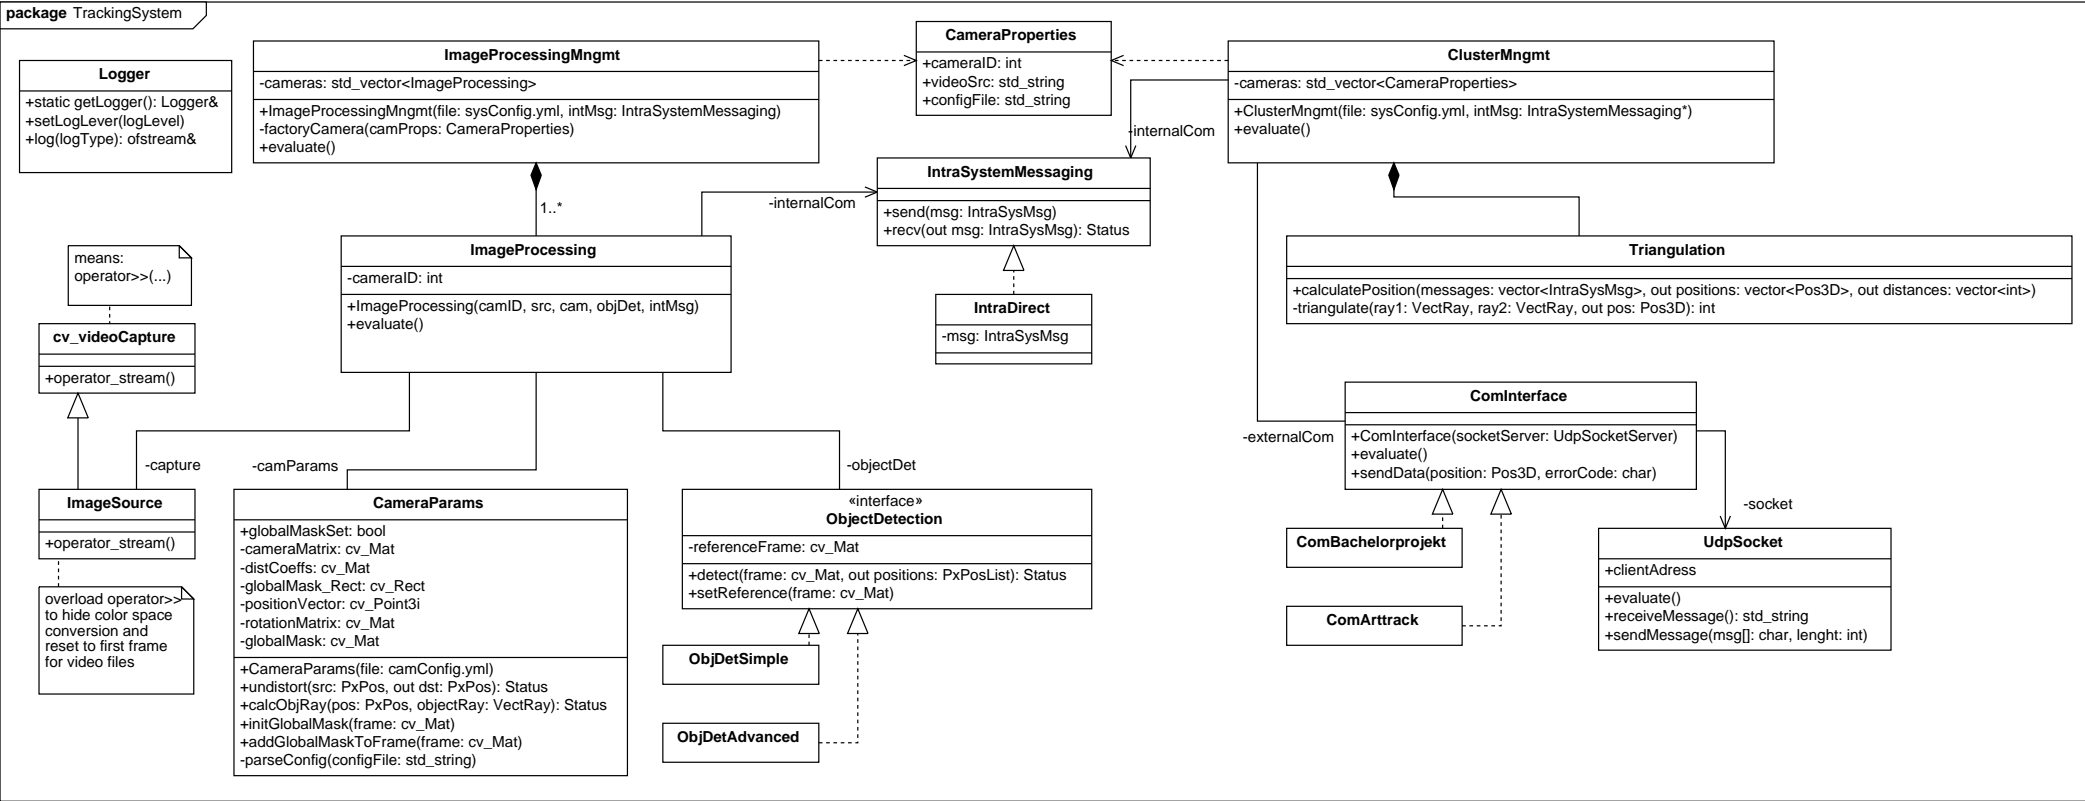 package TrackingSystem
Logger
+static getLogger(): Logger&
+setLogLever(logLevel)
+log(logType): ofstream&
ImageProcessingMngmt
-cameras: std_vector<ImageProcessing>
+ImageProcessingMngmt(file: sysConfig.yml, intMsg: IntraSystemMessaging)
-factoryCamera(camProps: CameraProperties)
+evaluate()
CameraProperties
+cameraID: int
+videoSrc: std_string
+configFile: std_string
ClusterMngmt
-cameras: std_vector<CameraProperties>
+ClusterMngmt(file: sysConfig.yml, intMsg: IntraSystemMessaging*)
+evaluate()
-internalCom
1..*
-internalCom
IntraSystemMessaging
+send(msg: IntraSysMsg)
+recv(out msg: IntraSysMsg): Status
IntraDirect
-msg: IntraSysMsg
Triangulation
+calculatePosition(messages: vector<IntraSysMsg>, out positions: vector<Pos3D>, out distances: vector<int>)
-triangulate(ray1: VectRay, ray2: VectRay, out pos: Pos3D): int
means:
operator>>(...)
cv_videoCapture
+operator_stream()
ImageProcessing
-cameraID: int
+ImageProcessing(camID, src, cam, objDet, intMsg)
+evaluate()
-capture
-camParams
-objectDet
-externalCom
ComInterface
+ComInterface(socketServer: UdpSocketServer)
+evaluate()
+sendData(position: Pos3D, errorCode: char)
-socket
ImageSource
+operator_stream()
overload operator>>
to hide color space
conversion and
reset to first frame
for video files
CameraParams
+globalMaskSet: bool
-cameraMatrix: cv_Mat
-distCoeffs: cv_Mat
-globalMask_Rect: cv_Rect
-positionVector: cv_Point3i
-rotationMatrix: cv_Mat
-globalMask: cv_Mat
+CameraParams(file: camConfig.yml)
+undistort(src: PxPos, out dst: PxPos): Status
+calcObjRay(pos: PxPos, objectRay: VectRay): Status
+initGlobalMask(frame: cv_Mat)
+addGlobalMaskToFrame(frame: cv_Mat)
-parseConfig(configFile: std_string)
«interface»
ObjectDetection
-referenceFrame: cv_Mat
+detect(frame: cv_Mat, out positions: PxPosList): Status
+setReference(frame: cv_Mat)
ObjDetSimple
ObjDetAdvanced
ComBachelorprojekt
ComArttrack
UdpSocket
+clientAdress
+evaluate()
+receiveMessage(): std_string
+sendMessage(msg[]: char, lenght: int)